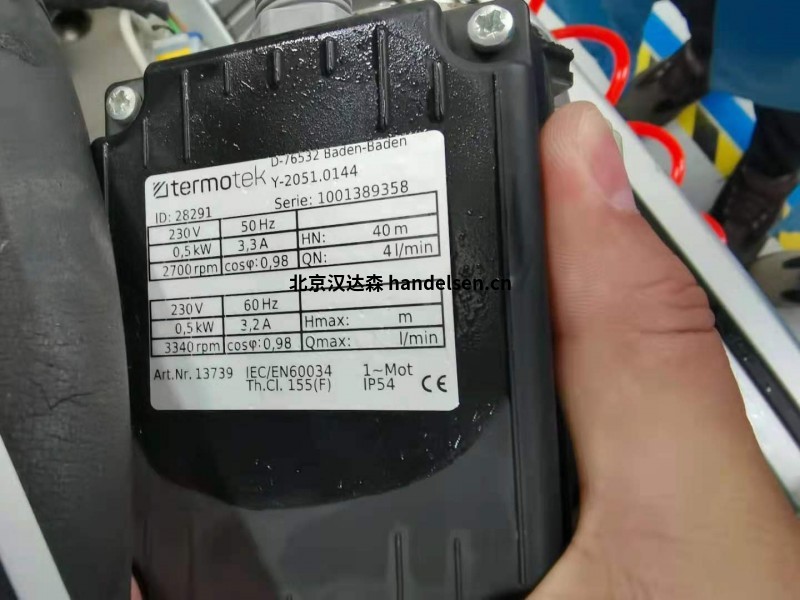 D-76532 Baden-Baden
termotek Y-2051.0144
ID: 28291 Serie: 1001389358
230 V 50 Hz
0,5 kW 3,3 A HN: 40 m
2700 rpm cosφ: 0,98 QN: 4 l/min
北京汉达森 handelsen.cn
230 V 60 Hz
0,5 kW 3,2 A Hmax: m
3340 rpm cosφ: 0,98 Qmax: l/min
Art.Nr. 13739 IEC/EN60034 1~Mot
Th.Cl. 155(F) IP54 CE